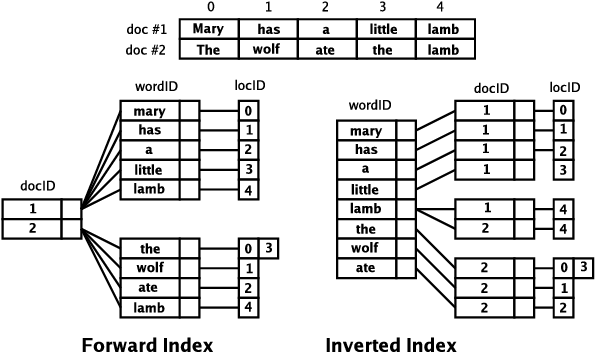 0 1 2 3 4
doc #1 Mary has a little lamb
doc #2 The wolf ate the lamb
wordID locID
mary 0
has 1
a 2
little 3
lamb 4
docID
1
2
the 0 3
wolf 1
ate 2
lamb 4
Forward Index
wordID
mary
has
a
little
lamb
the
wolf
ate
docID locID
1 0
1 1
1 2
1 3
1 4
2 4
2 0 3
2 1
2 2
Inverted Index